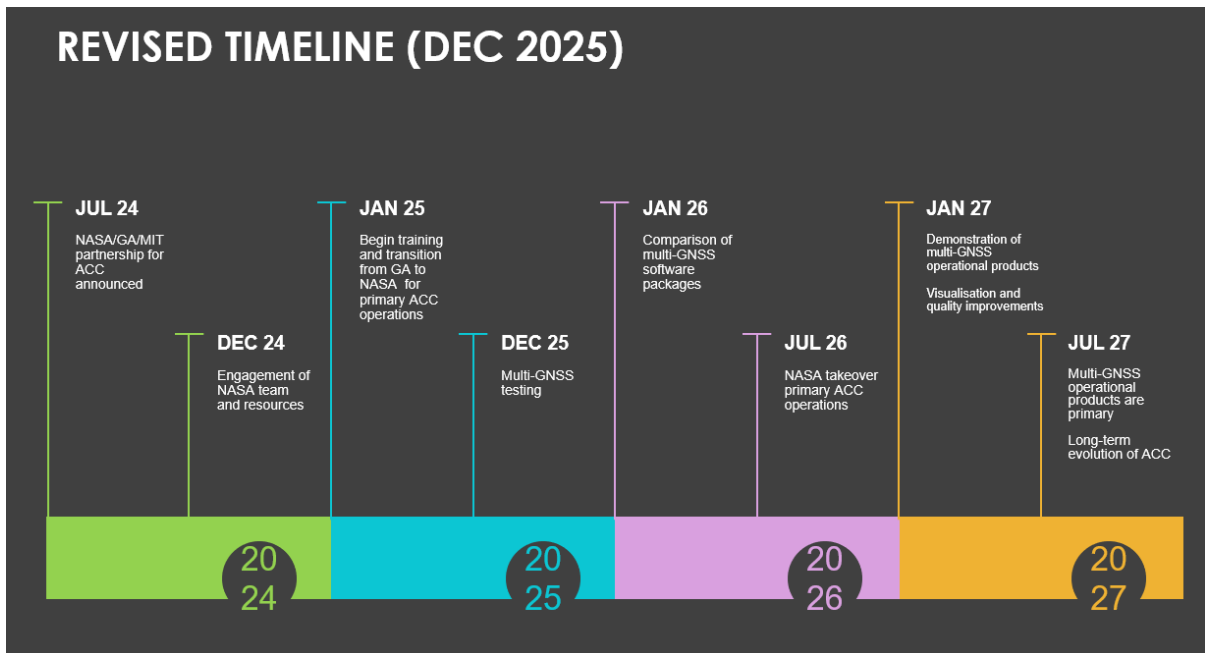 REVISED TIMELINE (DEC 2025)
JUL 24
NASA/GA/MIT
partnership for
ACC
announced
DEC 24
Engagement of
NASA team
and resources
JAN 25
Begin training
and transition
from GA to
NASA for
primary ACC
operations
DEC 25
Multi-GNSS
testing
JAN 26
Comparison of
multi-GNSS
software
packages
JUL 26
NASA takeover
primary ACC
operations
JAN 27
Demonstration of
multi-GNSS
operational products
Visualisation and
quality improvements
JUL 27
Multi-GNSS
operational
products are
primary
Long-term
evolution of ACC
20
24
20
25
20
26
20
27